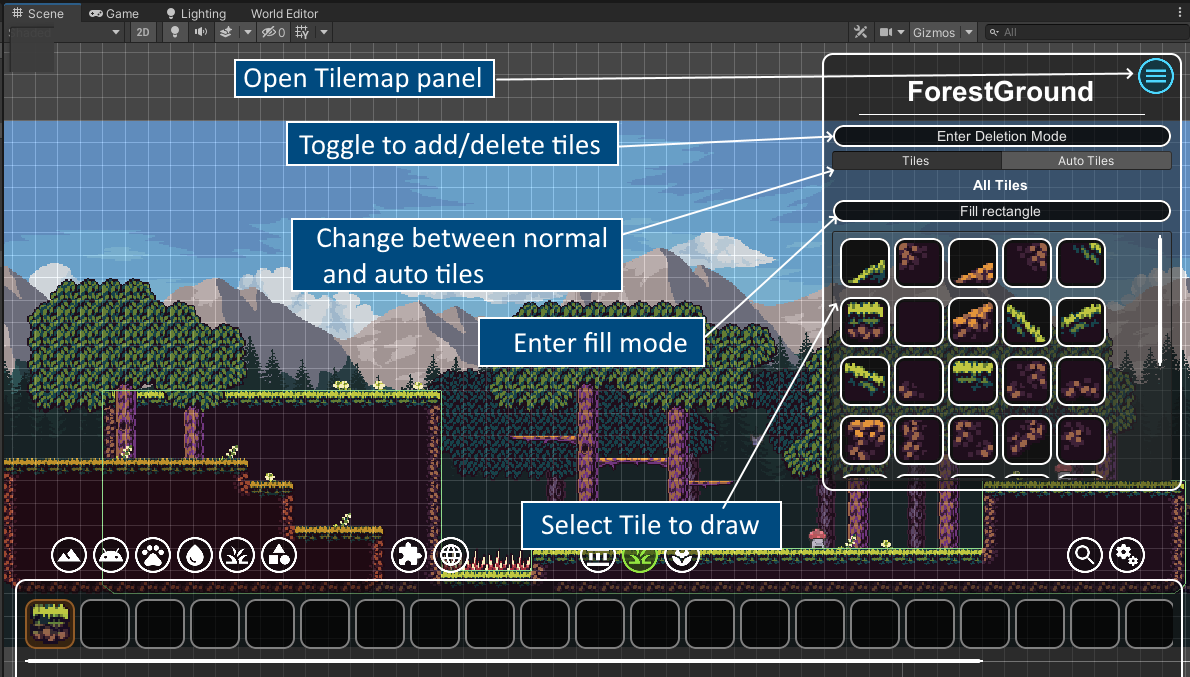 Scene
Game
Lighting
World Editor
2D
0
Gizmos
All
Open Tilemap panel
ForestGround
Toggle to add/delete tiles
Enter Deletion Mode
Tiles
Auto Tiles
All Tiles
Fill rectangle
Change between normal
and auto tiles
Enter fill mode
Select Tile to draw